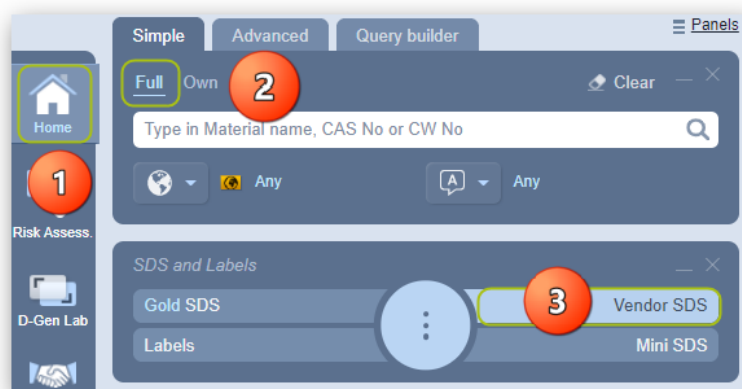 Simple
Advanced
Query builder
Panels
Full
Own
2
Clear
Home
Type in Material name, CAS No or CW No
1
A
Any
Any
Risk Assess.
SDS and Labels
Gold SDS
3
Vendor SDS
D-Gen Lab
Labels
Mini SDS